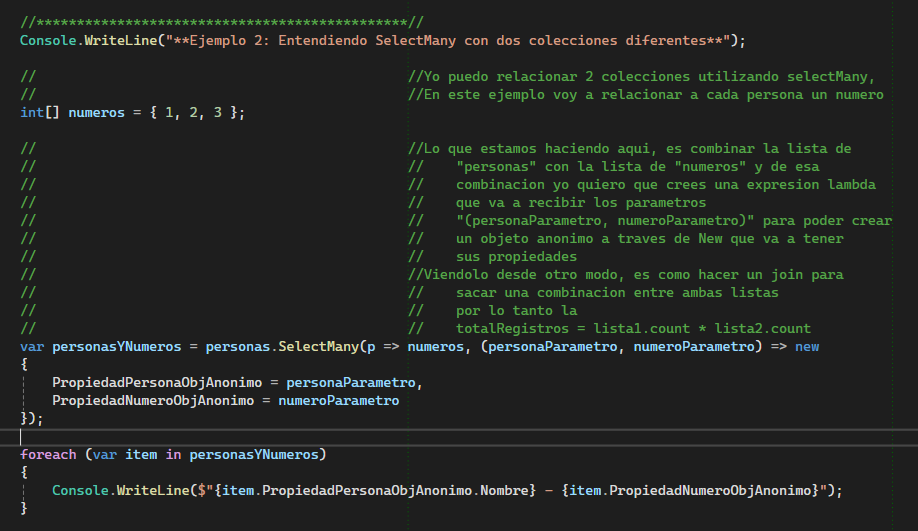 //**********************************************//
Console.WriteLine("**Ejemplo 2: Entendiendo SelectMany con dos colecciones diferentes**");
// //Yo puedo relacionar 2 colecciones utilizando selectMany,
// //En este ejemplo voy a relacionar a cada persona un numero
int[] numeros = { 1, 2, 3 };
// //Lo que estamos haciendo aqui, es combinar la lista de
// // "personas" con la lista de "numeros" y de esa
// // combinacion yo quiero que crees una expresion lambda
// // que va a recibir los parametros
// // "(personaParametro, numeroParametro)" para poder crear
// // un objeto anonimo a traves de New que va a tener
// // sus propiedades
// //Viendolo desde otro modo, es como hacer un join para
// // sacar una combinacion entre ambas listas
// // por lo tanto la
// // totalRegistros = lista1.count * lista2.count
var personasYNumeros = personas.SelectMany(p => numeros, (personaParametro, numeroParametro) => new
{
PropiedadPersonaObjAnonimo = personaParametro,
PropiedadNumeroObjAnonimo = numeroParametro
});
foreach (var item in personasYNumeros)
{
Console.WriteLine($"{item.PropiedadPersonaObjAnonimo.Nombre} - {item.PropiedadNumeroObjAnonimo}");
}